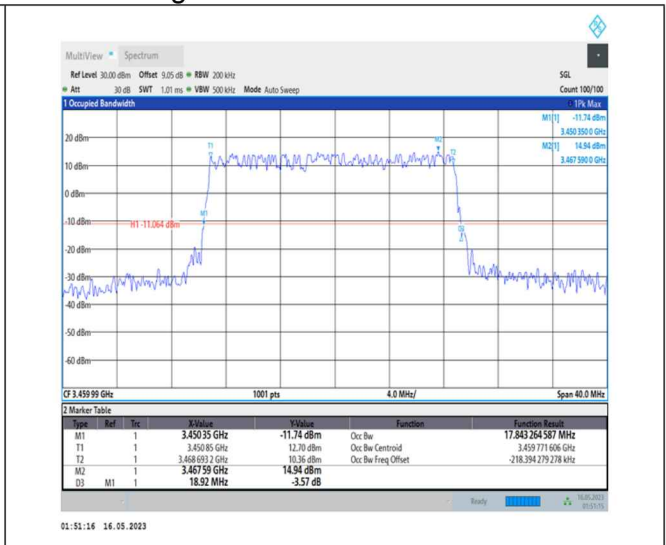 MultiView Spectrum
Ref Level 30.00 dBm Offset 9.05 dB RBW 200 kHz SGL
Att 30 dB SWT 1.01 ms VBW 500 kHz Mode Auto Sweep Count 100/100
1 Occupied Bandwidth 1Pk Max
M1[1] -11.74 dBm
3.450 350 0 GHz
M2[1] 14.94 dBm
3.467 590 0 GHz
20 dBm
T1
M2
T2
10 dBm
0 dBm
M1
-10 dBm
H1 -11.064 dBm
D3
-20 dBm
-30 dBm
-40 dBm
-50 dBm
-60 dBm
CF 3.459 99 GHz 1001 pts 4.0 MHz/ Span 40.0 MHz
2 Marker Table
Type Ref Trc X-Value Y-Value Function Function Result
M1 1 3.450 35 GHz -11.74 dBm Occ Bw 17.843 264 587 MHz
T1 1 3.450 85 GHz 12.70 dBm Occ Bw Centroid 3.459 771 606 GHz
T2 1 3.468 693 2 GHz 10.36 dBm Occ Bw Freq Offset -218.394 279 278 kHz
M2 1 3.467 59 GHz 14.94 dBm
D3 M1 1 18.92 MHz -3.57 dB
Ready 16.05.2023
01:51:15
01:51:16 16.05.2023